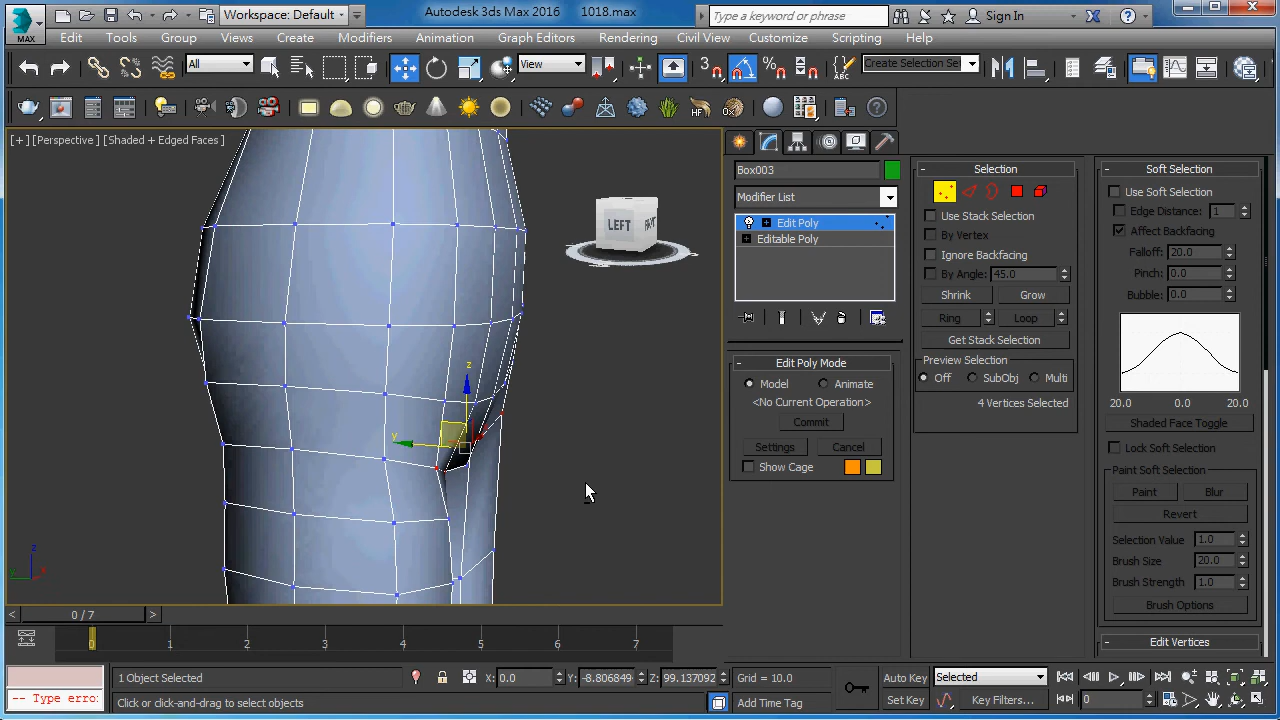 Workspace: Default
Autodesk 3ds Max 2016 1018.max
Type a keyword or phrase
Sign In
MAX
Edit Tools Group Views Create Modifiers Animation Graph Editors Rendering Civil View Customize Scripting Help
All
View
3
Create Selection Se
[+] [Perspective] [Shaded + Edged Faces]
LEFT
z
y
Box003
Modifier List
Edit Poly
Editable Poly
Edit Poly Mode
Model Animate
<No Current Operation>
Commit
Settings Cancel
Show Cage
Selection
Use Stack Selection
By Vertex
Ignore Backfacing
By Angle: 45.0
Shrink Grow
Ring Loop
Get Stack Selection
Preview Selection
Off SubObj Multi
4 Vertices Selected
Soft Selection
Use Soft Selection
Edge Distance: 1
Affect Backfacing
Falloff: 20.0
Pinch: 0.0
Bubble: 0.0
20.0 0.0 20.0
Shaded Face Toggle
Lock Soft Selection
Paint Soft Selection
Paint Blur
Revert
Selection Value 1.0
Brush Size 20.0
Brush Strength 1.0
Brush Options
Edit Vertices
z
< 0 / 7 >
0 1 2 3 4 5 6 7
1 Object Selected
X: 0.0 Y: -8.806849 Z: 99.137092
Grid = 10.0
Auto Key
Selected
-- Type erro
Click or click-and-drag to select objects
Add Time Tag
Set Key
Key Filters...
0